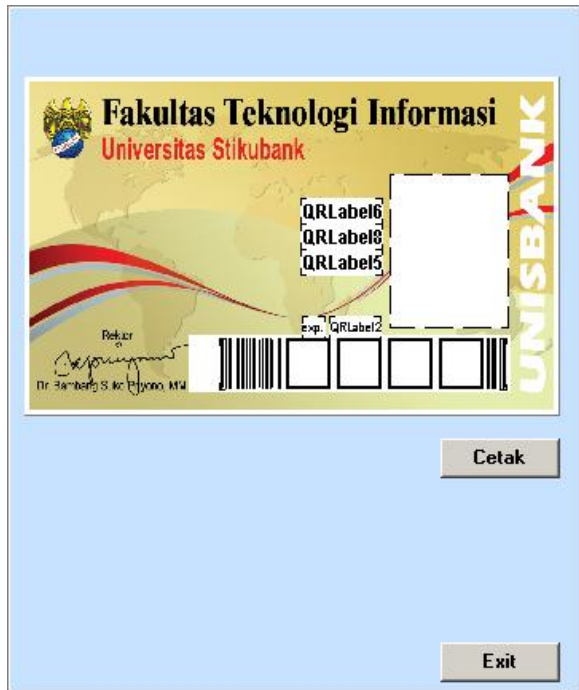 Fakultas Teknologi Informasi
Universitas Stikubank
UNISBANK
QRLabel6
QRLabel8
QRLabel5
exp. QRLabel2
Rektor
Dr. Bambang Suko Priyono, MM
Cetak
Exit